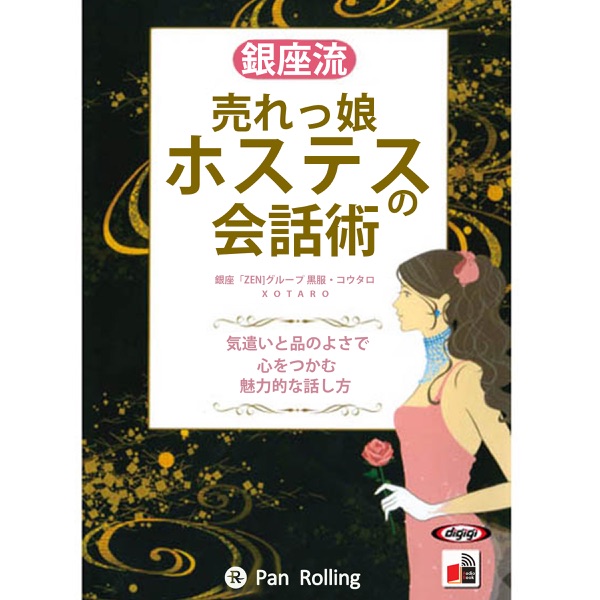 銀座流
売れっ娘
ホステスの
会話術
銀座「ZEN]グループ 黒服・コウタロ
XOTARO
気遣いと品のよさで
心をつかむ
魅力的な話し方
digigi
Audio Book
Pan Rolling